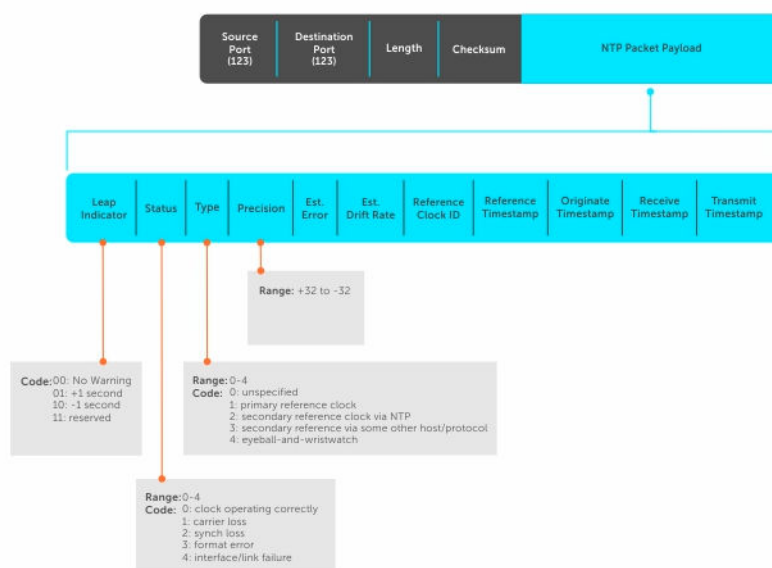 Source
Port
(123)
Destination
Port
(123)
Length
Checksum
NTP Packet Payload
Leap
Indicator
Status
Type
Precision
Est.
Error
Est.
Drift Rate
Reference
Clock ID
Reference
Timestamp
Originate
Timestamp
Receive
Timestamp
Transmit
Timestamp
Range: +32 to -32
Code: 00: No Warning
01: +1 second
10: -1 second
11: reserved
Range: 0-4
Code: 0: unspecified
1: primary reference clock
2: secondary reference clock via NTP
3: secondary reference via some other host/protocol
4: eyeball-and-wristwatch
Range: 0-4
Code: 0: clock operating correctly
1: carrier loss
2: synch loss
3: format error
4: interface/link failure